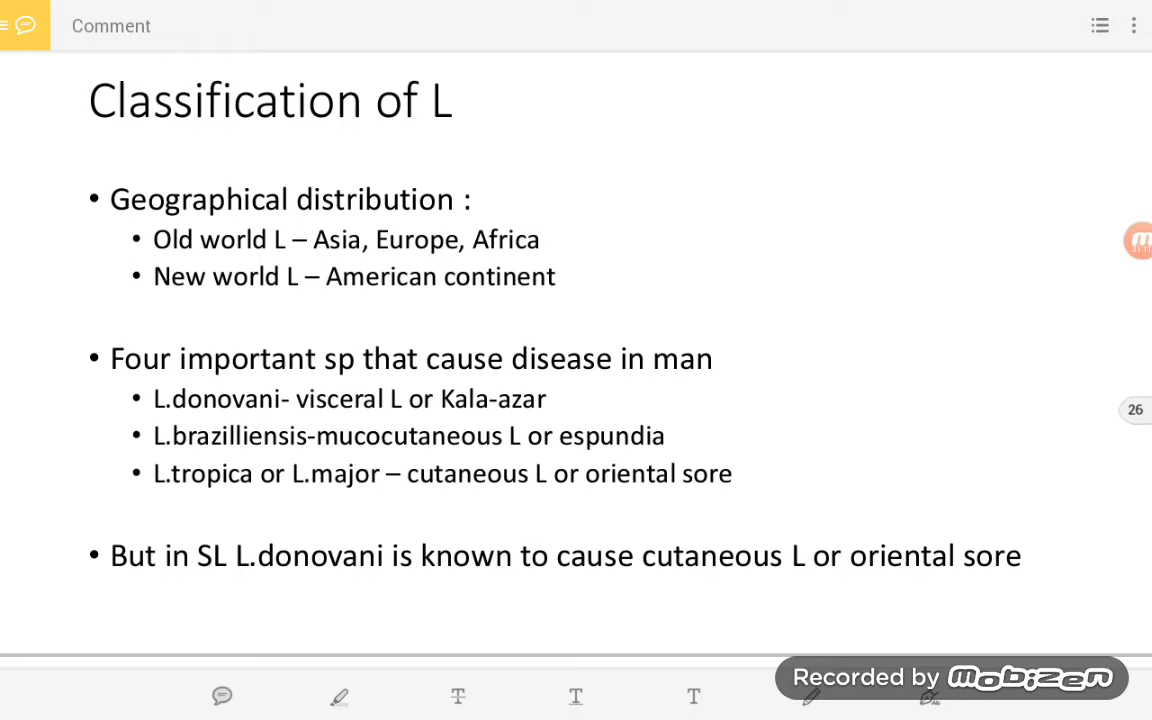 Comment
Classification of L
• Geographical distribution :
• Old world L – Asia, Europe, Africa
• New world L – American continent
• Four important sp that cause disease in man
• L.donovani- visceral L or Kala-azar
• L.brazilliensis-mucocutaneous L or espundia
• L.tropica or L.major – cutaneous L or oriental sore
• But in SL L.donovani is known to cause cutaneous L or oriental sore
26
Recorded by mobizen
T T T